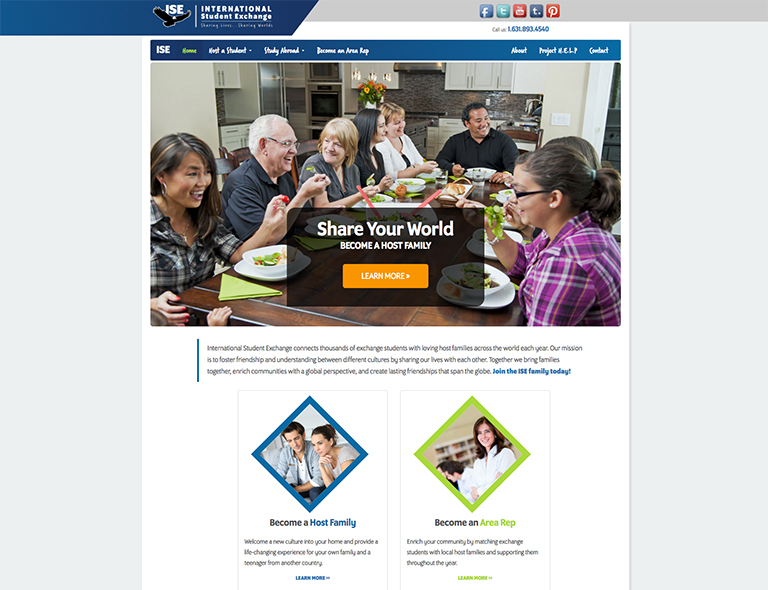 ISE
INTERNATIONAL
Student Exchange
Sharing Lives...Sharing Worlds
Call us: 1.631.893.4540
ISE Home Host a Student Study Abroad Become an Area Rep About Project H.E.L.P Contact
Share Your World
BECOME A HOST FAMILY
LEARN MORE »
International Student Exchange connects thousands of exchange students with loving host families across the world each year. Our mission
is to foster friendship and understanding between different cultures by sharing our lives with each other. Together we bring families
together, enrich communities with a global perspective, and create lasting friendships that span the globe. Join the ISE family today!
Become a Host Family
Welcome a new culture into your home and provide a
life-changing experience for your own family and a
teenager from another country.
LEARN MORE »
Become an Area Rep
Enrich your community by matching exchange
students with local host families and supporting them
throughout the year.
LEARN MORE »